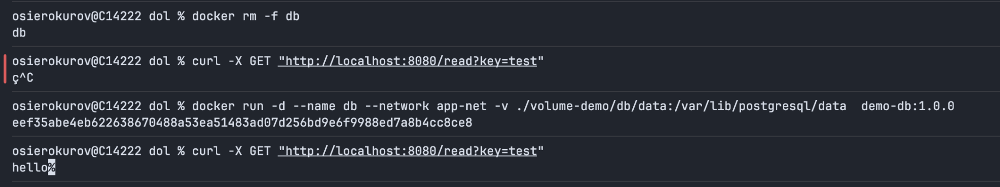 osierokurov@C14222 dol % docker rm -f db
db
osierokurov@C14222 dol % curl -X GET "http://localhost:8080/read?key=test"
ç^C
osierokurov@C14222 dol % docker run -d --name db --network app-net -v ./volume-demo/db/data:/var/lib/postgresql/data  demo-db:1.0.0
eef35abe4eb622638670488a53ea51483ad07d256bd9e6f9988ed7a8b4cc8ce8
osierokurov@C14222 dol % curl -X GET "http://localhost:8080/read?key=test"
hello%